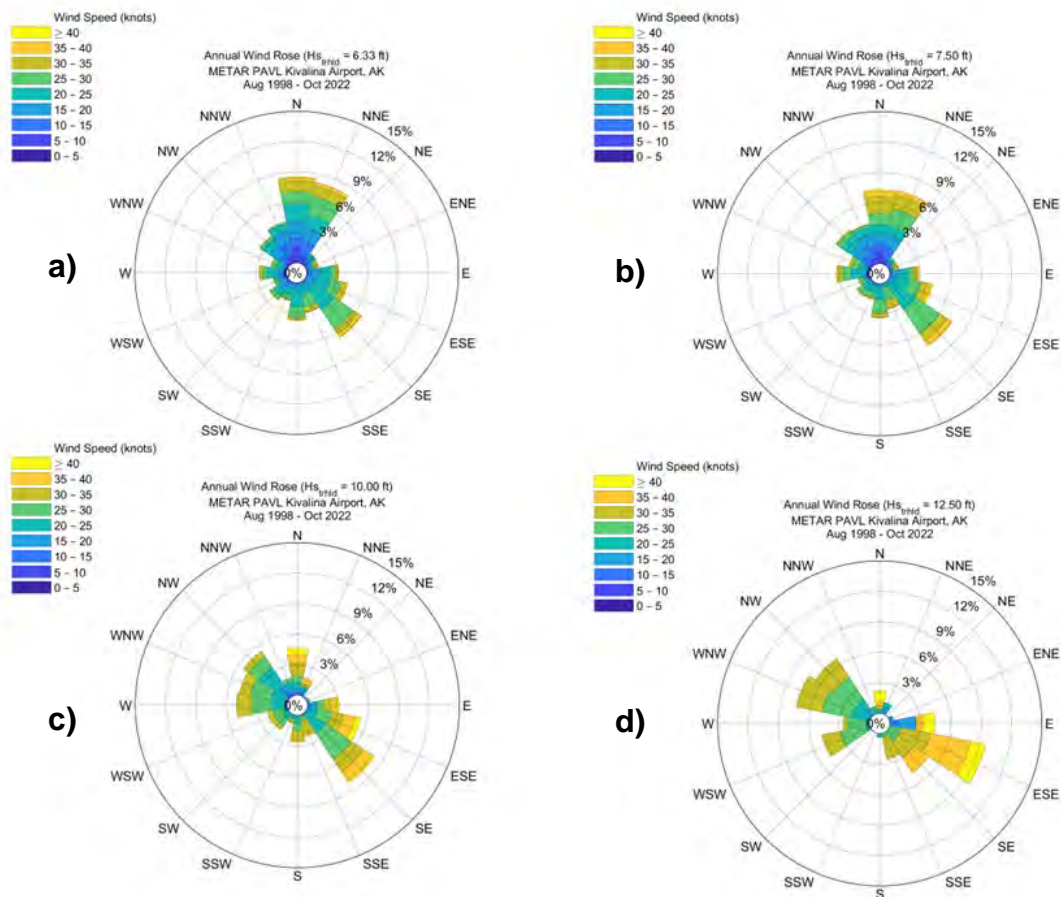 a)
Wind Speed (knots)
≥ 40
35 – 40
30 – 35
25 – 30
20 – 25
15 – 20
10 – 15
5 – 10
0 – 5
Annual Wind Rose (Hs_trhld = 6.33 ft)
METAR PAVL Kivalina Airport, AK
Aug 1998 - Oct 2022
N
NNW
NNE
15%
NW
12%
NE
9%
WNW
6%
ENE
3%
W
0%
E
WSW
ESE
SW
SE
SSW
SSE
b)
Wind Speed (knots)
≥ 40
35 – 40
30 – 35
25 – 30
20 – 25
15 – 20
10 – 15
5 – 10
0 – 5
Annual Wind Rose (Hs_trhld = 7.50 ft)
METAR PAVL Kivalina Airport, AK
Aug 1998 - Oct 2022
N
NNW
NNE
15%
NW
12%
NE
9%
WNW
6%
ENE
3%
W
0%
E
WSW
ESE
SW
SE
SSW
SSE
S
c)
Wind Speed (knots)
≥ 40
35 – 40
30 – 35
25 – 30
20 – 25
15 – 20
10 – 15
5 – 10
0 – 5
Annual Wind Rose (Hs_trhld = 10.00 ft)
METAR PAVL Kivalina Airport, AK
Aug 1998 - Oct 2022
N
NNW
NNE
15%
NW
12%
NE
9%
WNW
6%
ENE
3%
W
0%
E
WSW
ESE
SW
SE
SSW
SSE
S
d)
Wind Speed (knots)
≥ 40
35 – 40
30 – 35
25 – 30
20 – 25
15 – 20
10 – 15
5 – 10
0 – 5
Annual Wind Rose (Hs_trhld = 12.50 ft)
METAR PAVL Kivalina Airport, AK
Aug 1998 - Oct 2022
N
NNW
NNE
15%
NW
12%
NE
9%
WNW
6%
ENE
3%
W
0%
E
WSW
ESE
SW
SE
SSW
SSE
S